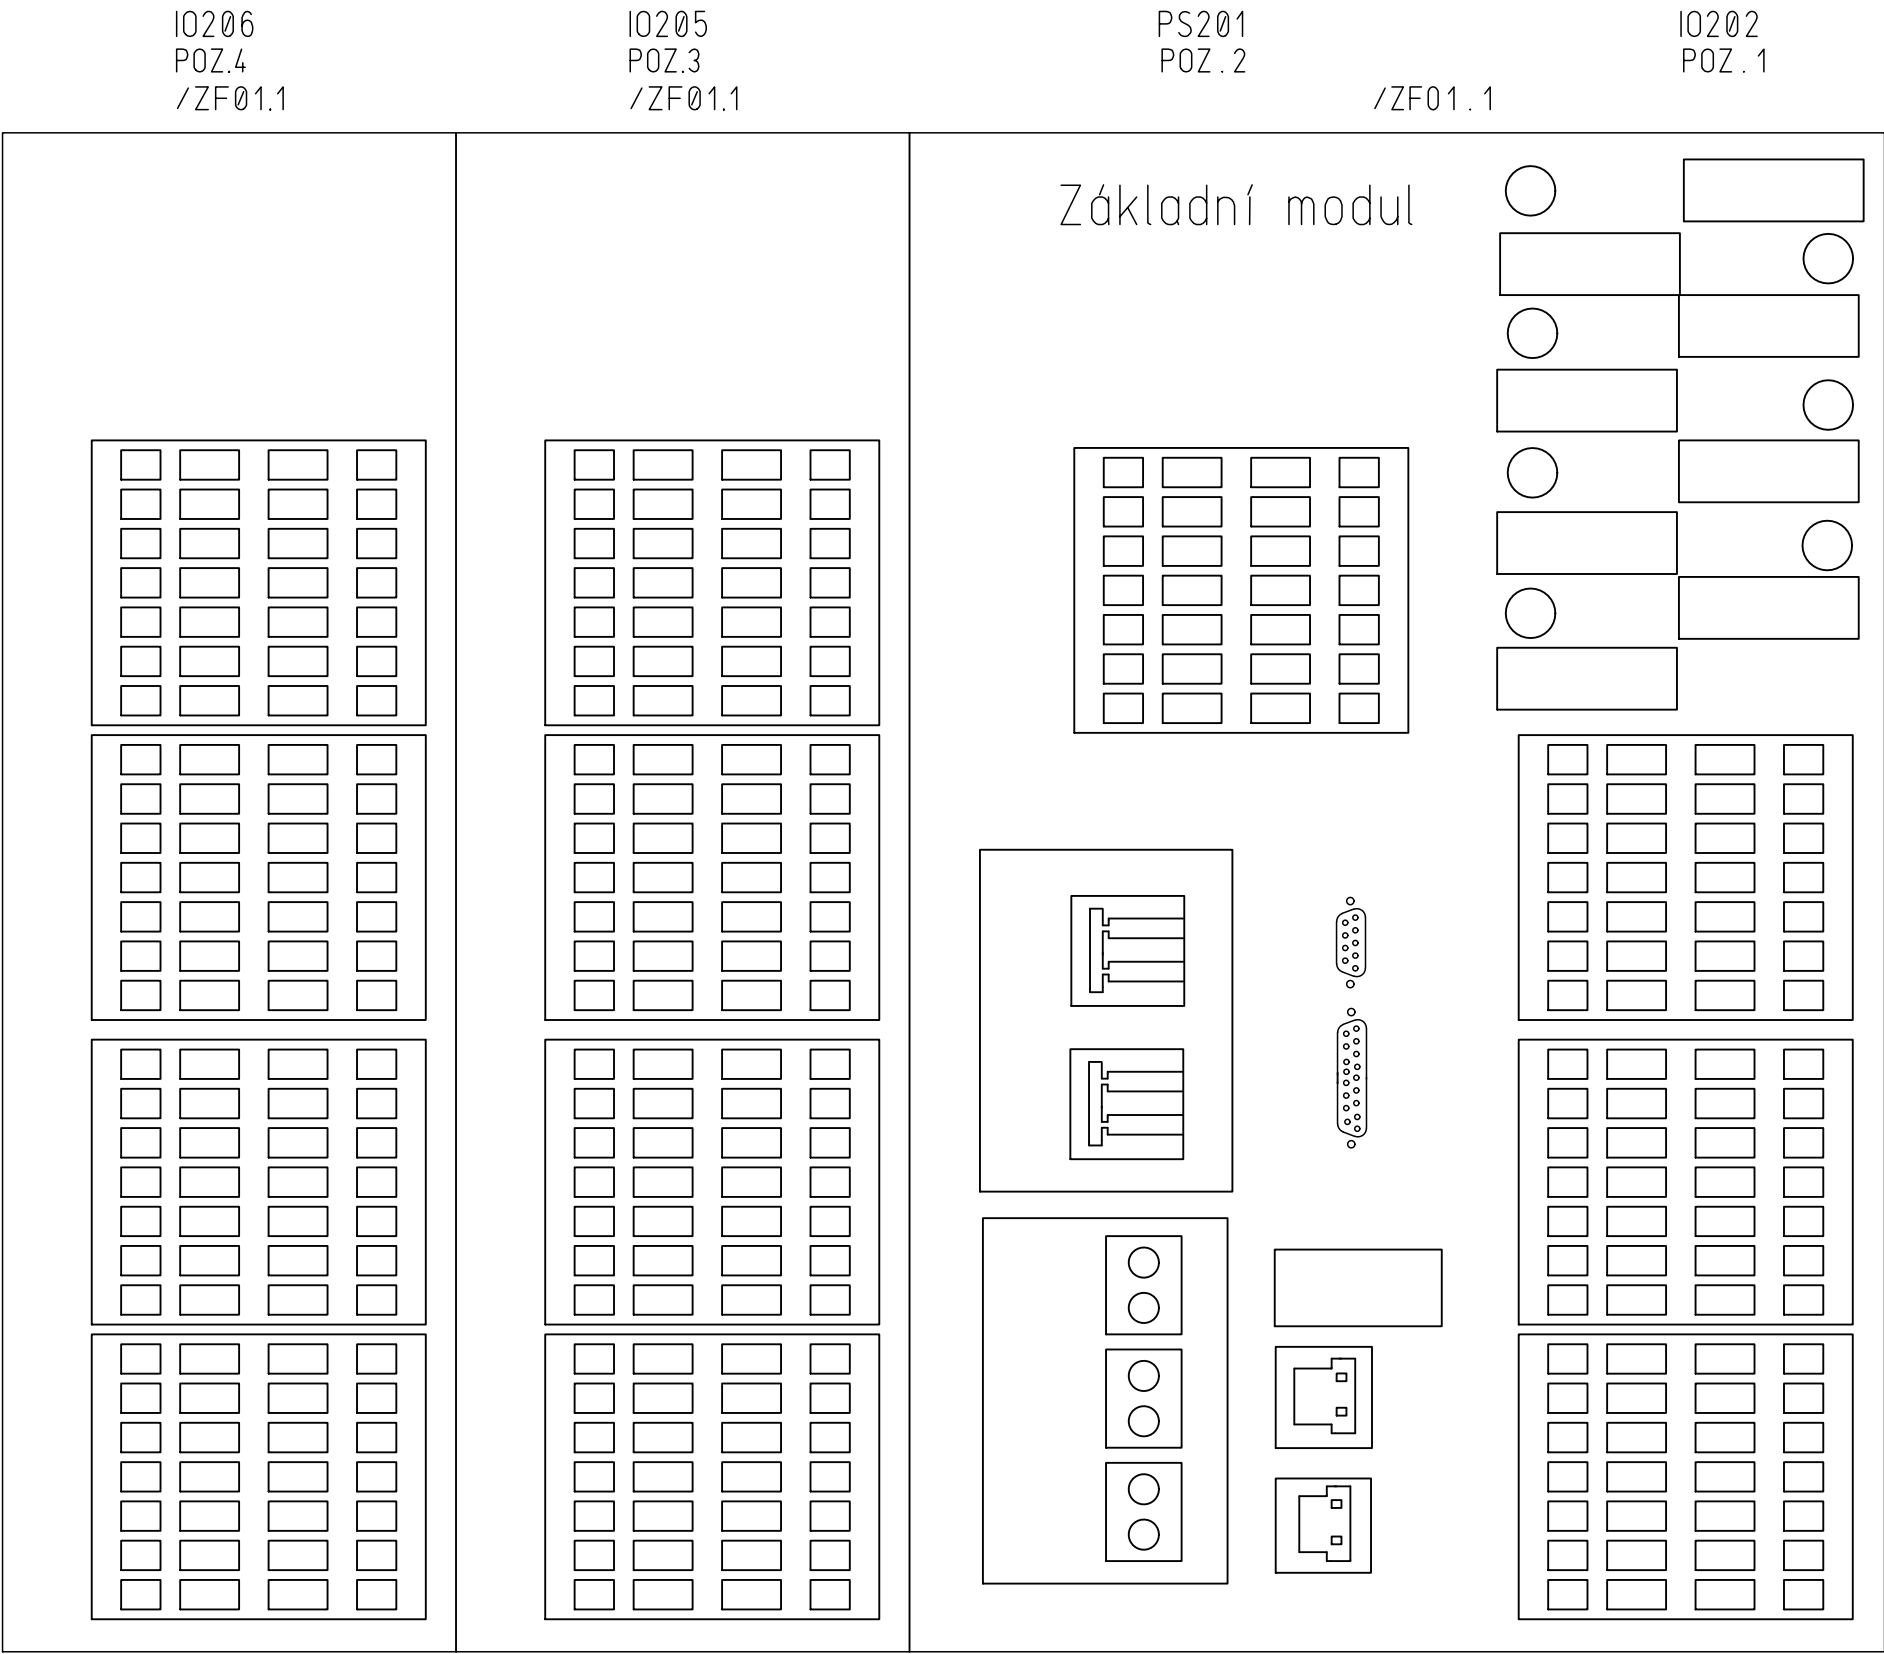 IO206
POZ.4
/ZF01.1
IO205
POZ.3
/ZF01.1
PS201
POZ.2
/ZF01.1
IO202
POZ.1
Základní modul